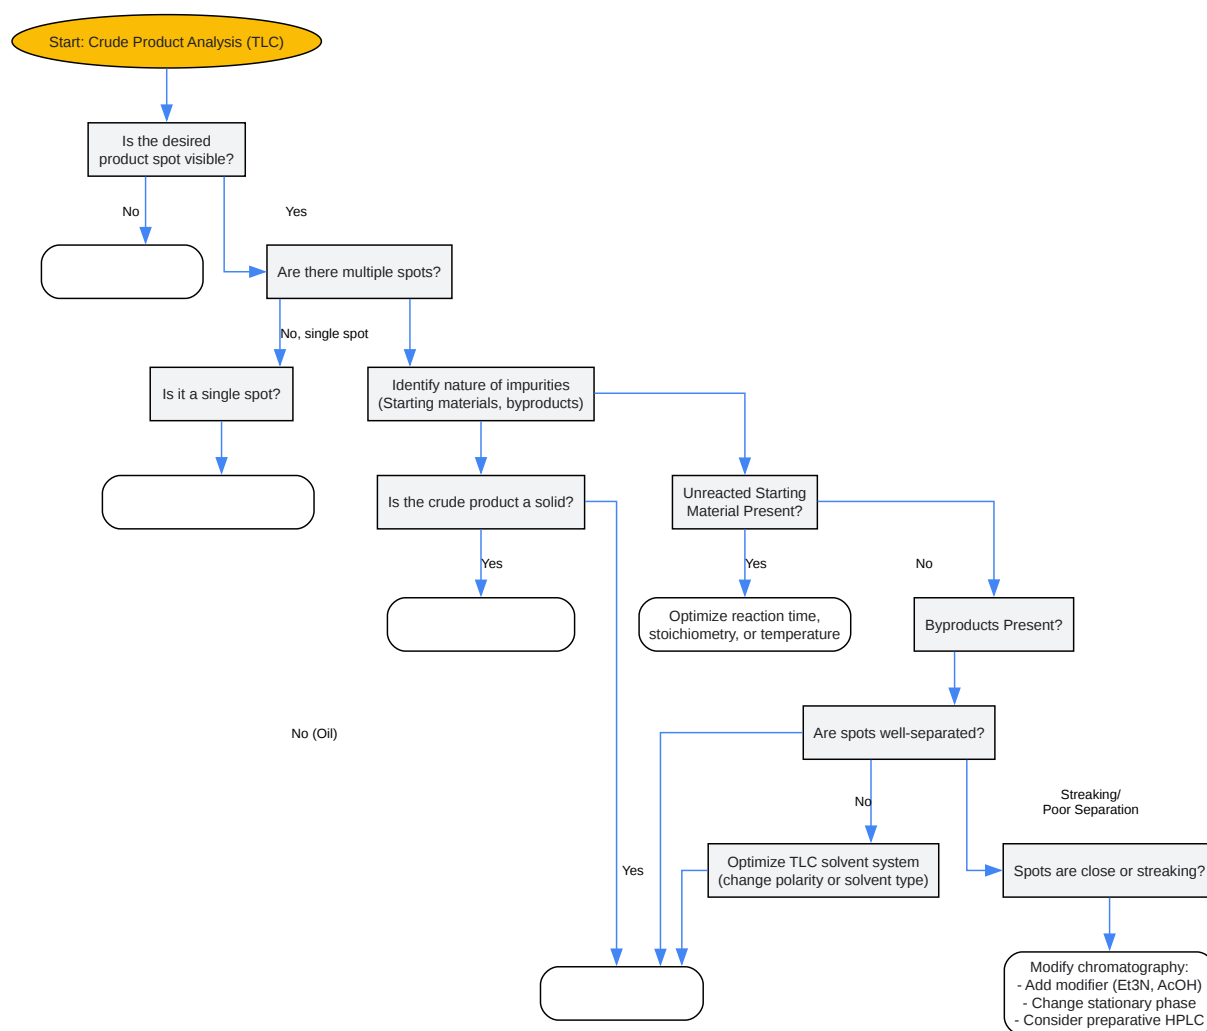 Start: Crude Product Analysis (TLC)
Is the desired
product spot visible?
No
Yes
Are there multiple spots?
No, single spot
Is it a single spot?
Identify nature of impurities
(Starting materials, byproducts)
Is the crude product a solid?
Unreacted Starting
Material Present?
Yes
Yes
No
Optimize reaction time,
stoichiometry, or temperature
Byproducts Present?
No (Oil)
Are spots well-separated?
No
Streaking/
Poor Separation
Optimize TLC solvent system
(change polarity or solvent type)
Yes
Spots are close or streaking?
Modify chromatography:
- Add modifier (Et3N, AcOH)
- Change stationary phase
- Consider preparative HPLC